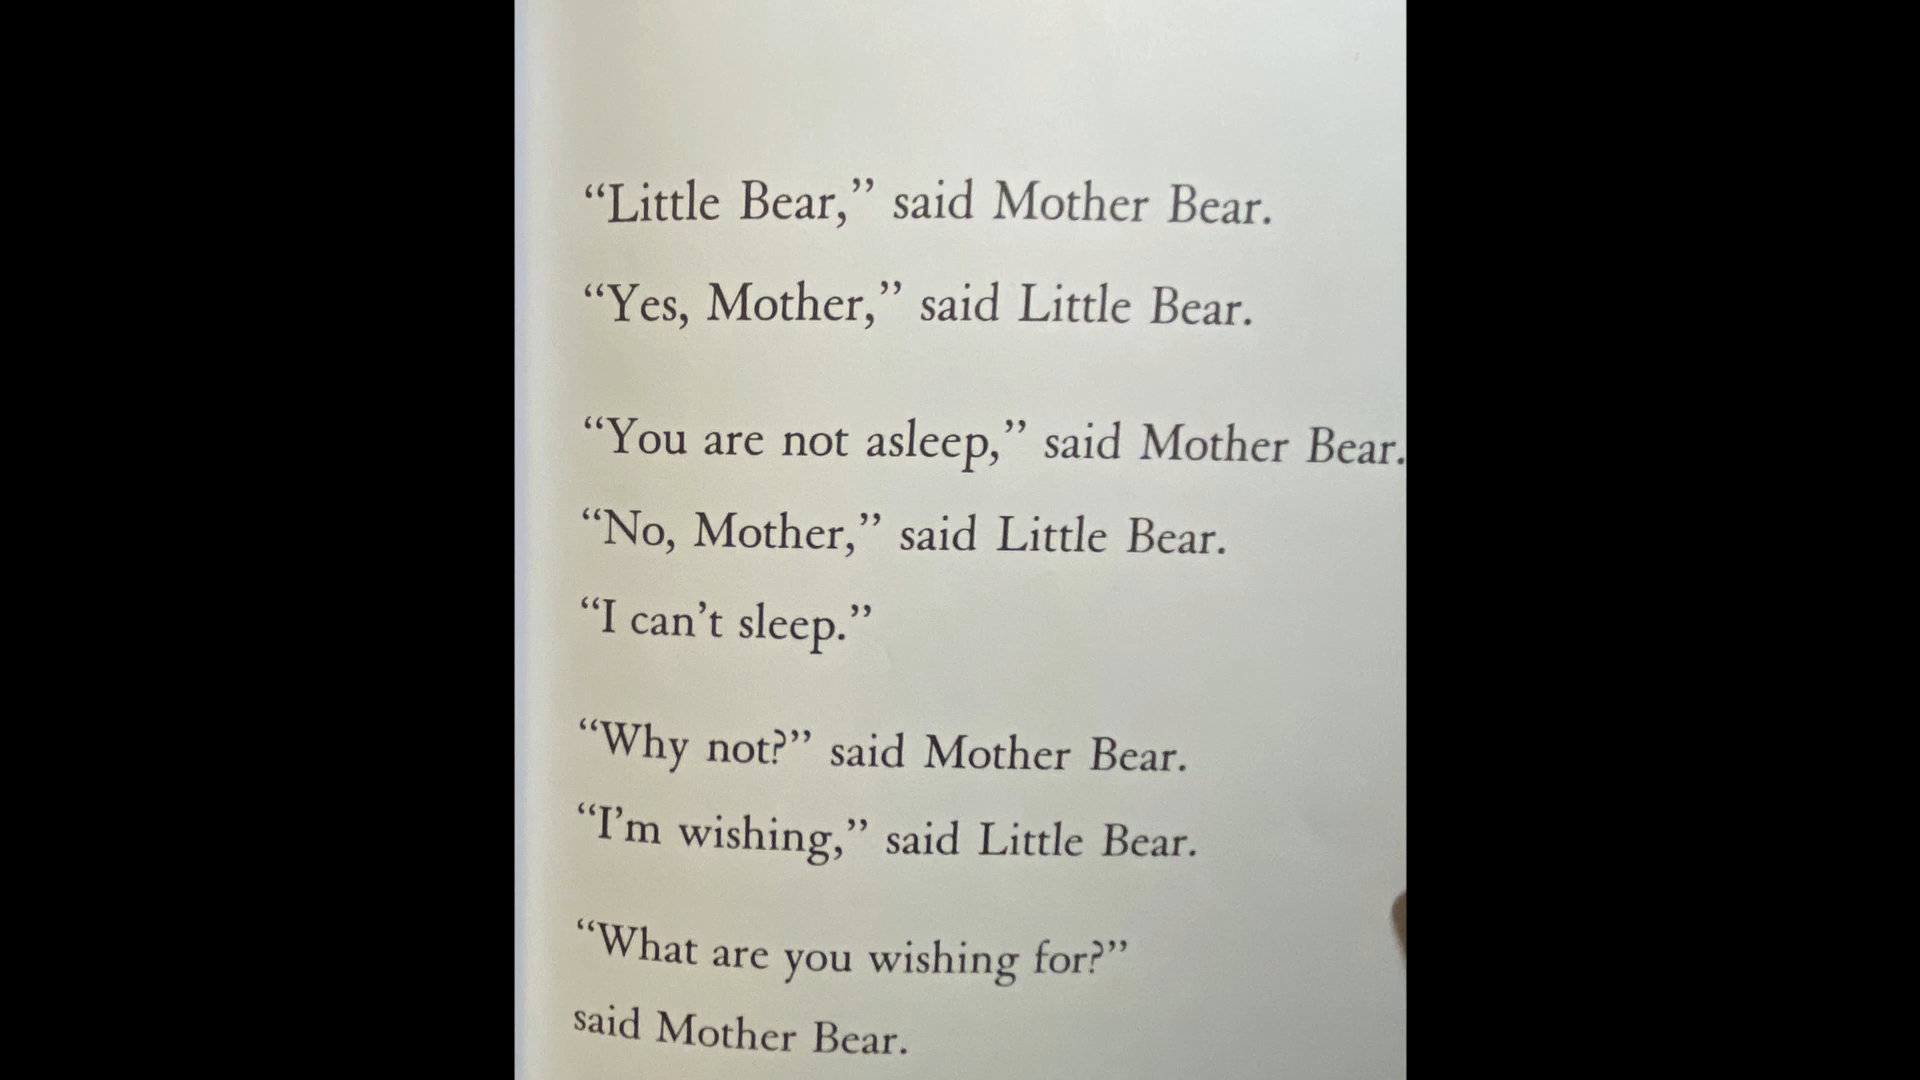 “Little Bear,” said Mother Bear.
“Yes, Mother,” said Little Bear.
“You are not asleep,” said Mother Bear.
“No, Mother,” said Little Bear.
“I can’t sleep.”
“Why not?” said Mother Bear.
“I’m wishing,” said Little Bear.
“What are you wishing for?”
said Mother Bear.